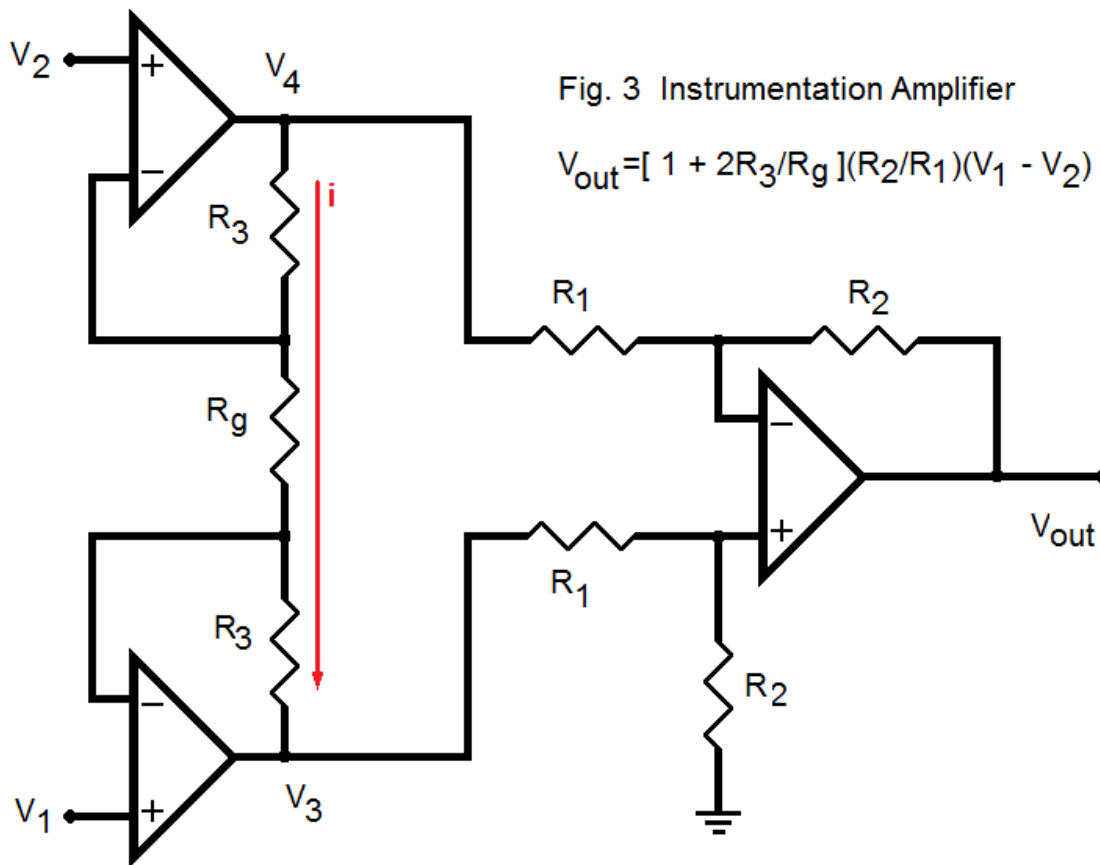 V2
+
−
V4
Fig. 3 Instrumentation Amplifier
Vout=[ 1 + 2R3/Rg ](R2/R1)(V1 - V2)
i
R3
R1
R2
Rg
−
+
Vout
R1
R3
R2
−
+
V3
V1